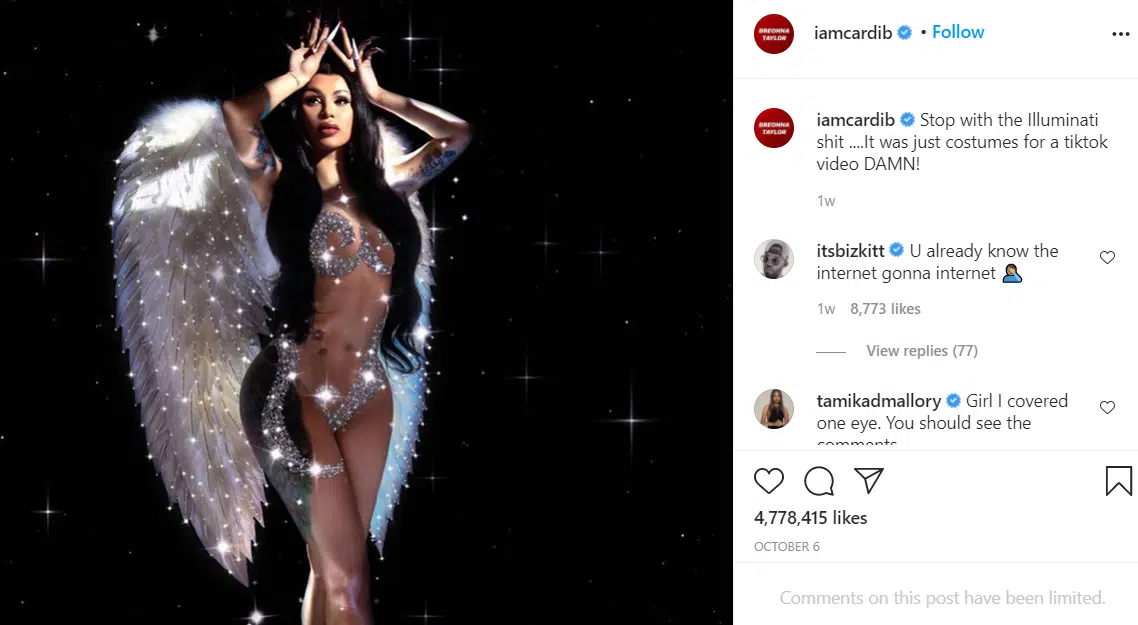 BREONNA
TAYLOR
iamcardib • Follow
BREONNA
TAYLOR
iamcardib Stop with the Illuminati
shit ....It was just costumes for a tiktok
video DAMN!
1w
itsbizkitt U already know the
internet gonna internet 🤦🏽‍♂️
1w 8,773 likes
View replies (77)
tamikadmallory Girl I covered
one eye. You should see the
comments
4,778,415 likes
OCTOBER 6
Comments on this post have been limited.